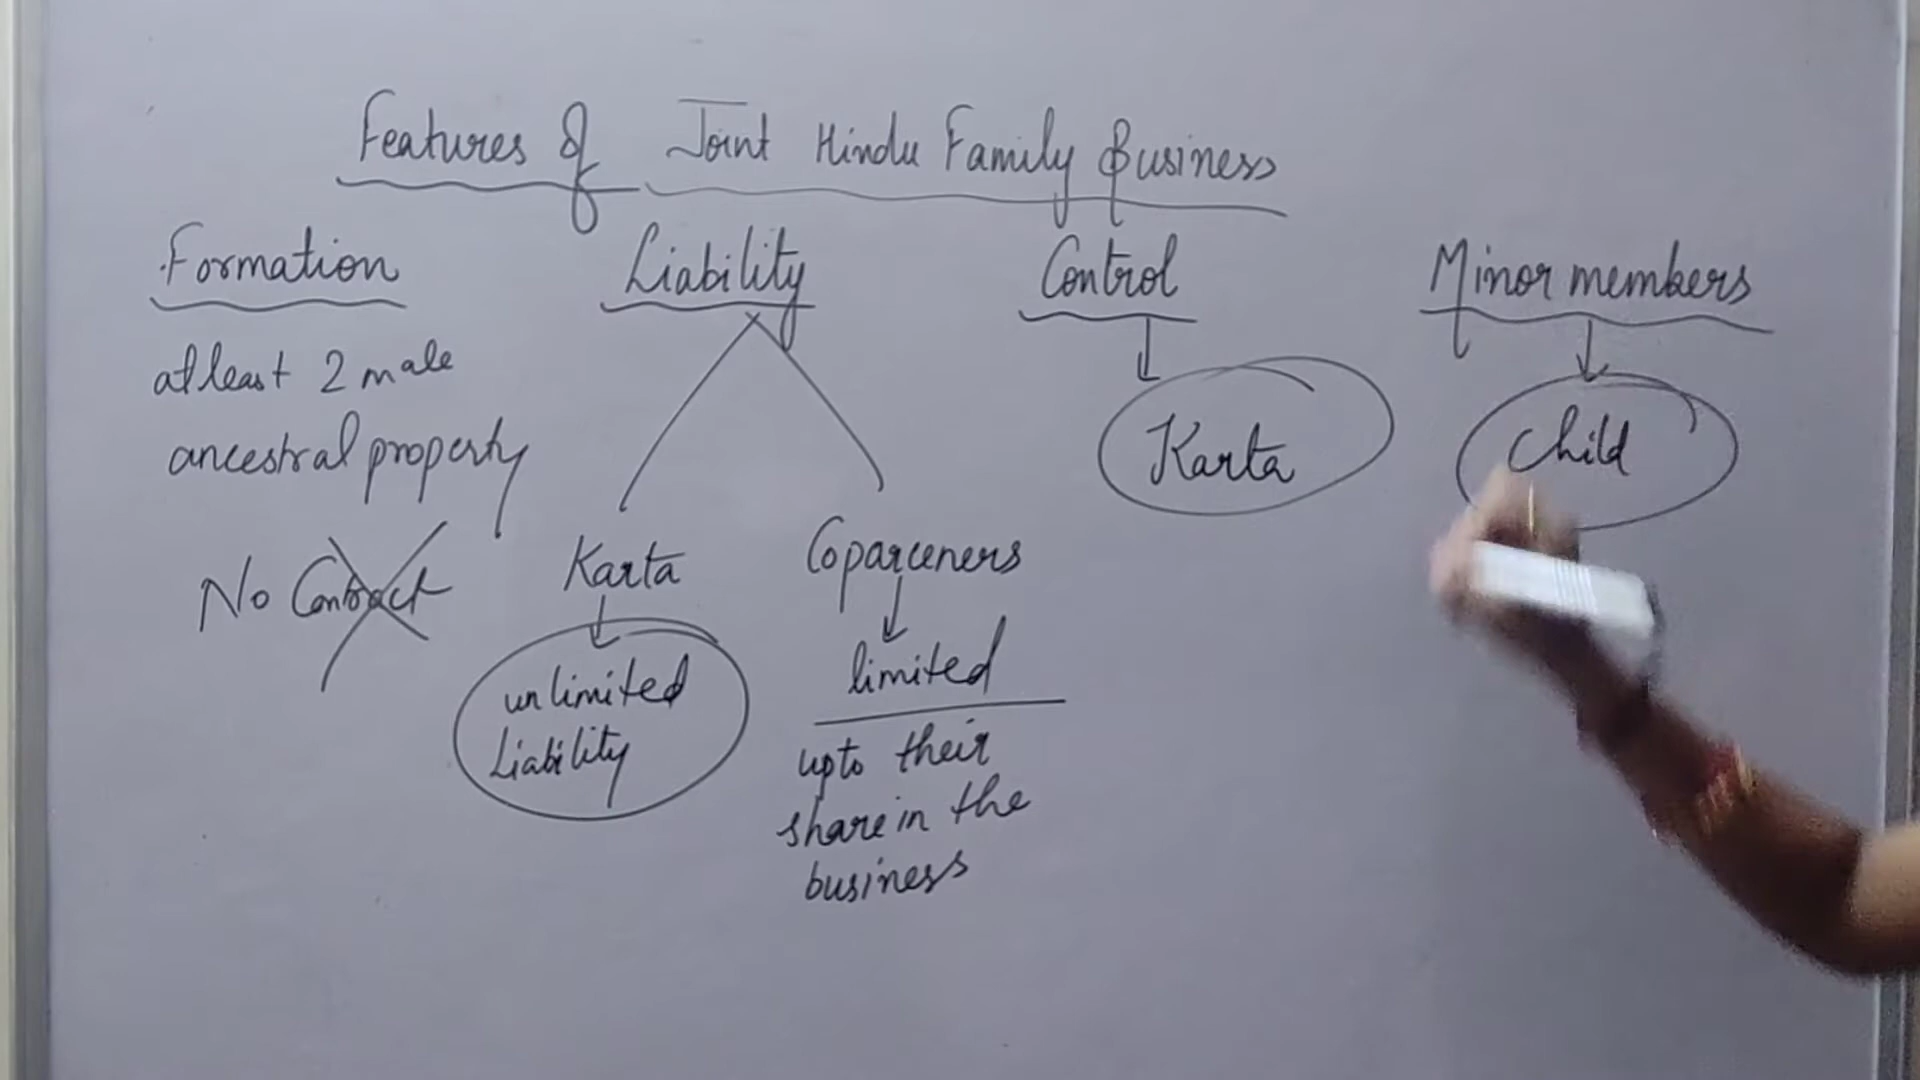 Features of Joint Hindu Family Business
Formation
atleast 2 male
ancestral property
No Contract
Liability
Karta
unlimited
Liability
Coparceners
limited
upto their
share in the
business
Control
Karta
Minor members
Child